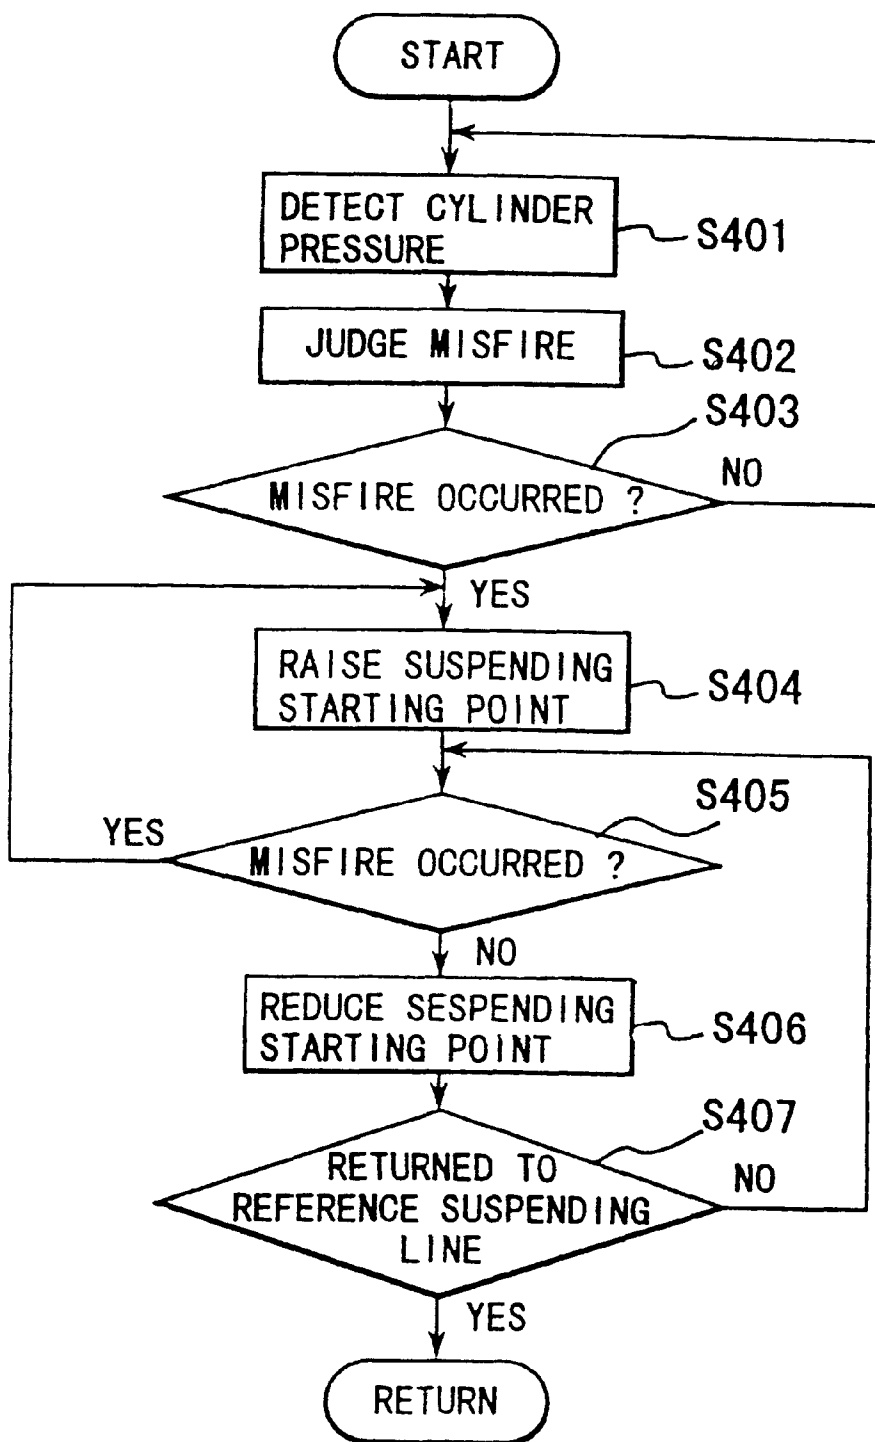 START
DETECT CYLINDER
PRESSURE
S401
JUDGE MISFIRE
S402
S403
MISFIRE OCCURRED ?
NO
YES
RAISE SUSPENDING
STARTING POINT
S404
S405
YES
MISFIRE OCCURRED ?
NO
REDUCE SESPENDING
STARTING POINT
S406
S407
RETURNED TO
REFERENCE SUSPENDING
LINE
NO
YES
RETURN